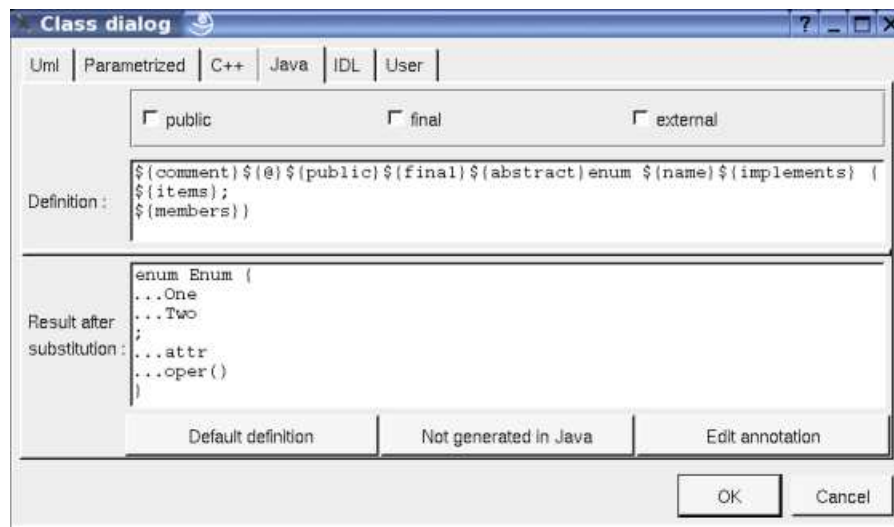 Class dialog
Uml Parametrized C++ Java IDL User
public final external
Definition :
${comment}${@}${public}${final}${abstract}enum ${name}${implements} {
${items};
${members}}
Result after
substitution :
enum Enum {
...One
...Two
;
...attr
...oper()
}
Default definition Not generated in Java Edit annotation
OK Cancel